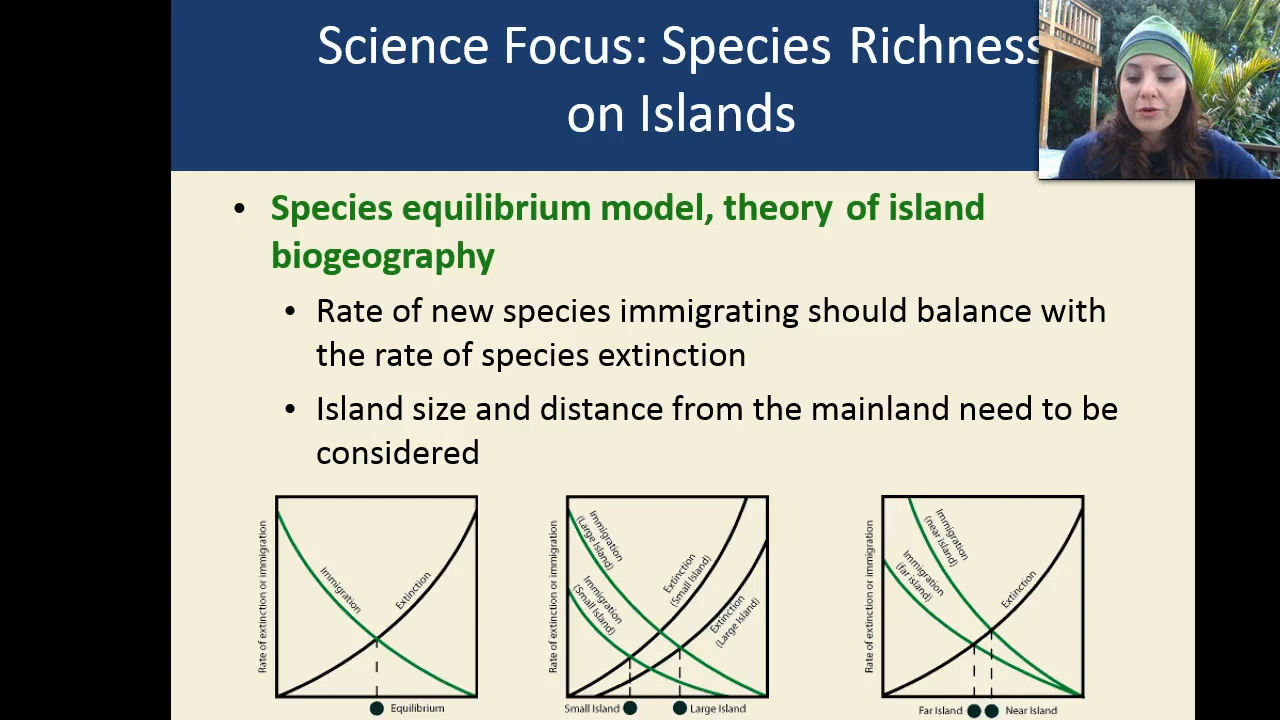 Science Focus: Species Richness
on Islands
• Species equilibrium model, theory of island
biogeography
• Rate of new species immigrating should balance with
the rate of species extinction
• Island size and distance from the mainland need to be
considered
Rate of extinction or immigration
Immigration
Extinction
Equilibrium
Rate of extinction or immigration
Immigration
(Large Island)
Immigration
(Small Island)
Extinction
(Small Island)
Extinction
(Large Island)
Small Island
Large Island
Rate of extinction or immigration
Immigration
(near island)
Immigration
(far island)
Extinction
Far Island
Near Island